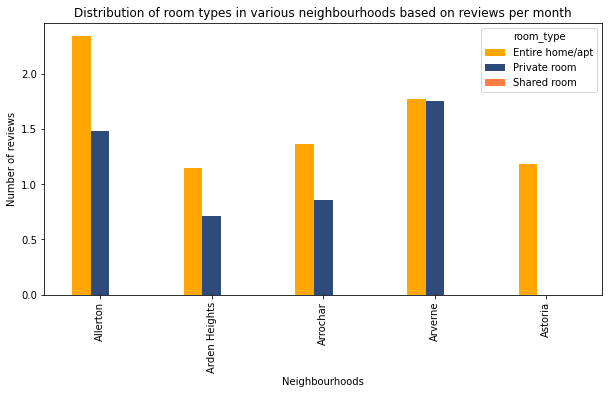 Distribution of room types in various neighbourhoods based on reviews per month
room_type
Entire home/apt
Private room
Shared room
Number of reviews
2.0
1.5
1.0
0.5
0.0
Allerton
Arden Heights
Arrochar
Arverne
Astoria
Neighbourhoods